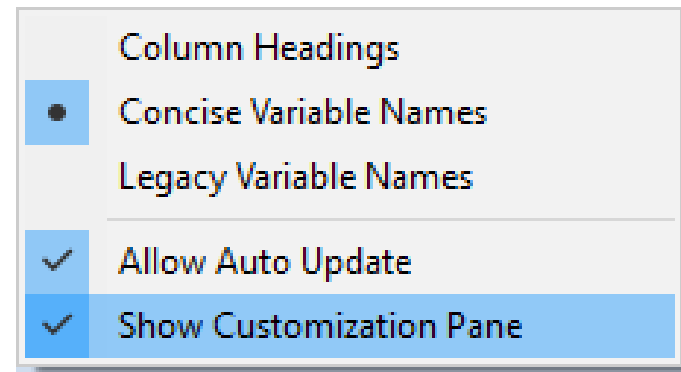 Column Headings
Concise Variable Names
Legacy Variable Names
Allow Auto Update
Show Customization Pane